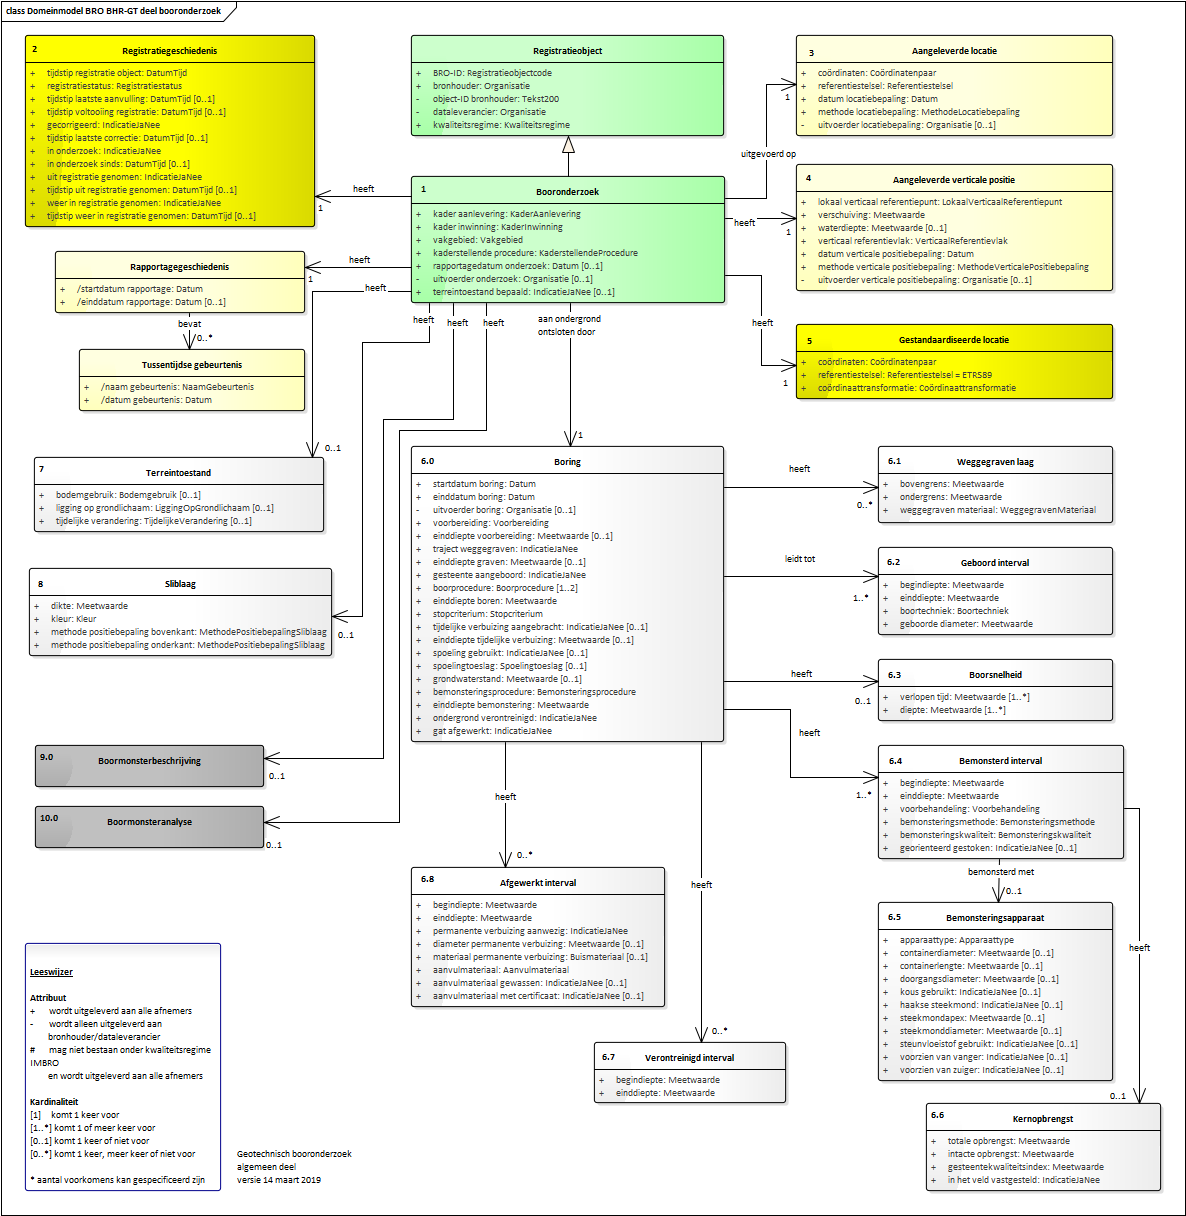 class Domeinmodel BRO BHR-GT deel booronderzoek
2 Registratiegeschiedenis
+ tijdstip registratie object: DatumTijd
+ registratiestatus: Registratiestatus
+ tijdstip laatste aanvulling: DatumTijd [0..1]
+ tijdstip voltooiing registratie: DatumTijd [0..1]
+ gecorrigeerd: IndicatieJaNee
+ tijdstip laatste correctie: DatumTijd [0..1]
+ in onderzoek: IndicatieJaNee
+ in onderzoek sinds: DatumTijd [0..1]
+ uit registratie genomen: IndicatieJaNee
+ tijdstip uit registratie genomen: DatumTijd [0..1]
+ weer in registratie genomen: IndicatieJaNee
+ tijdstip weer in registratie genomen: DatumTijd [0..1]
Registratieobject
+ BRO-ID: Registratieobjectcode
+ bronhouder: Organisatie
- object-ID bronhouder: Tekst200
- dataleverancier: Organisatie
+ kwaliteitsregime: Kwaliteitsregime
3 Aangeleverde locatie
+ coördinaten: Coördinatenpaar
+ referentiestelsel: Referentiestelsel
+ datum locatiebepaling: Datum
+ methode locatiebepaling: MethodeLocatiebepaling
- uitvoerder locatiebepaling: Organisatie [0..1]
1
uitgevoerd op
4 Aangeleverde verticale positie
+ lokaal verticaal referentiepunt: LokaalVerticaalReferentiepunt
+ verschuiving: Meetwaarde
+ waterdiepte: Meetwaarde [0..1]
+ verticaal referentievlak: VerticaalReferentievlak
+ datum verticale positiebepaling: Datum
+ methode verticale positiebepaling: MethodeVerticalePositiebepaling
- uitvoerder verticale positiebepaling: Organisatie [0..1]
heeft
1
1 Booronderzoek
+ kader aanlevering: KaderAanlevering
+ kader inwinning: KaderInwinning
+ vakgebied: Vakgebied
+ kaderstellende procedure: KaderstellendeProcedure
+ rapportagedatum onderzoek: Datum [0..1]
- uitvoerder onderzoek: Organisatie [0..1]
+ terreintoestand bepaald: IndicatieJaNee [0..1]
heeft
1
heeft
1
heeft
Rapportagegeschiedenis
+ /startdatum rapportage: Datum
+ /einddatum rapportage: Datum [0..1]
bevat
0..*
Tussentijdse gebeurtenis
+ /naam gebeurtenis: NaamGebeurtenis
+ /datum gebeurtenis: Datum
heeft
heeft
heeft
aan ondergrond
ontsloten door
1
heeft
1
5 Gestandaardiseerde locatie
+ coördinaten: Coördinatenpaar
+ referentiestelsel: Referentiestelsel = ETRS89
+ coördinaattransformatie: Coördinaattransformatie
0..1
7 Terreintoestand
+ bodemgebruik: Bodemgebruik [0..1]
+ ligging op grondlichaam: LiggingOpGrondlichaam [0..1]
+ tijdelijke verandering: TijdelijkeVerandering [0..1]
8 Sliblaag
+ dikte: Meetwaarde
+ kleur: Kleur
+ methode positiebepaling bovenkant: MethodePositiebepalingSliblaag
+ methode positiebepaling onderkant: MethodePositiebepalingSliblaag
0..1
9.0 Boormonsterbeschrijving
0..1
10.0 Boormonsteranalyse
0..1
6.0 Boring
+ startdatum boring: Datum
+ einddatum boring: Datum
- uitvoerder boring: Organisatie [0..1]
+ voorbereiding: Voorbereiding
+ einddiepte voorbereiding: Meetwaarde [0..1]
+ traject weggegraven: IndicatieJaNee
+ einddiepte graven: Meetwaarde [0..1]
+ gesteente aangeboord: IndicatieJaNee
+ boorprocedure: Boorprocedure [1..2]
+ einddiepte boren: Meetwaarde
+ stopcriterium: Stopcriterium
+ tijdelijke verbuizing aangebracht: IndicatieJaNee [0..1]
+ einddiepte tijdelijke verbuizing: Meetwaarde [0..1]
+ spoeling gebruikt: IndicatieJaNee [0..1]
+ spoelingtoeslag: Spoelingtoeslag [0..1]
+ grondwaterstand: Meetwaarde [0..1]
+ bemonsteringsprocedure: Bemonsteringsprocedure
+ einddiepte bemonstering: Meetwaarde
+ ondergrond verontreinigd: IndicatieJaNee
+ gat afgewerkt: IndicatieJaNee
heeft
0..*
6.1 Weggegraven laag
+ bovengrens: Meetwaarde
+ ondergrens: Meetwaarde
+ weggegraven materiaal: WeggegravenMateriaal
leidt tot
1..*
6.2 Geboord interval
+ begindiepte: Meetwaarde
+ einddiepte: Meetwaarde
+ boortechniek: Boortechniek
+ geboorde diameter: Meetwaarde
heeft
0..1
6.3 Boorsnelheid
+ verlopen tijd: Meetwaarde [1..*]
+ diepte: Meetwaarde [1..*]
heeft
1..*
6.4 Bemonsterd interval
+ begindiepte: Meetwaarde
+ einddiepte: Meetwaarde
+ voorbehandeling: Voorbehandeling
+ bemonsteringsmethode: Bemonsteringsmethode
+ bemonsteringskwaliteit: Bemonsteringskwaliteit
+ georienteerd gestoken: IndicatieJaNee [0..1]
bemonsterd met
0..1
6.5 Bemonsteringsapparaat
+ apparaattype: Apparaattype
+ containerdiameter: Meetwaarde [0..1]
+ containerlengte: Meetwaarde [0..1]
+ doorgangsdiameter: Meetwaarde [0..1]
+ kous gebruikt: IndicatieJaNee [0..1]
+ haakse steekmond: IndicatieJaNee [0..1]
+ steekmondapex: Meetwaarde [0..1]
+ steekmonddiameter: Meetwaarde [0..1]
+ steunvloeistof gebruikt: IndicatieJaNee [0..1]
+ voorzien van vanger: IndicatieJaNee [0..1]
+ voorzien van zuiger: IndicatieJaNee [0..1]
heeft
0..1
6.6 Kernopbrengst
+ totale opbrengst: Meetwaarde
+ intacte opbrengst: Meetwaarde
+ gesteentekwaliteitsindex: Meetwaarde
+ in het veld vastgesteld: IndicatieJaNee
heeft
0..*
6.8 Afgewerkt interval
+ begindiepte: Meetwaarde
+ einddiepte: Meetwaarde
+ permanente verbuizing aanwezig: IndicatieJaNee
+ diameter permanente verbuizing: Meetwaarde [0..1]
+ materiaal permanente verbuizing: Buismateriaal [0..1]
+ aanvulmateriaal: Aanvulmateriaal
+ aanvulmateriaal gewassen: IndicatieJaNee [0..1]
+ aanvulmateriaal met certificaat: IndicatieJaNee [0..1]
heeft
0..*
6.7 Verontreinigd interval
+ begindiepte: Meetwaarde
+ einddiepte: Meetwaarde
Leeswijzer
Attribuut
+ wordt uitgeleverd aan alle afnemers
- wordt alleen uitgeleverd aan
bronhouder/dataleverancier
# mag niet bestaan onder kwaliteitsregime
IMBRO
en wordt uitgeleverd aan alle afnemers
Kardinaliteit
[1] komt 1 keer voor
[1..*] komt 1 of meer keer voor
[0..1] komt 1 keer of niet voor
[0..*] komt 1 keer, meer keer of niet voor
* aantal voorkomens kan gespecificeerd zijn
Geotechnisch booronderzoek
algemeen deel
versie 14 maart 2019